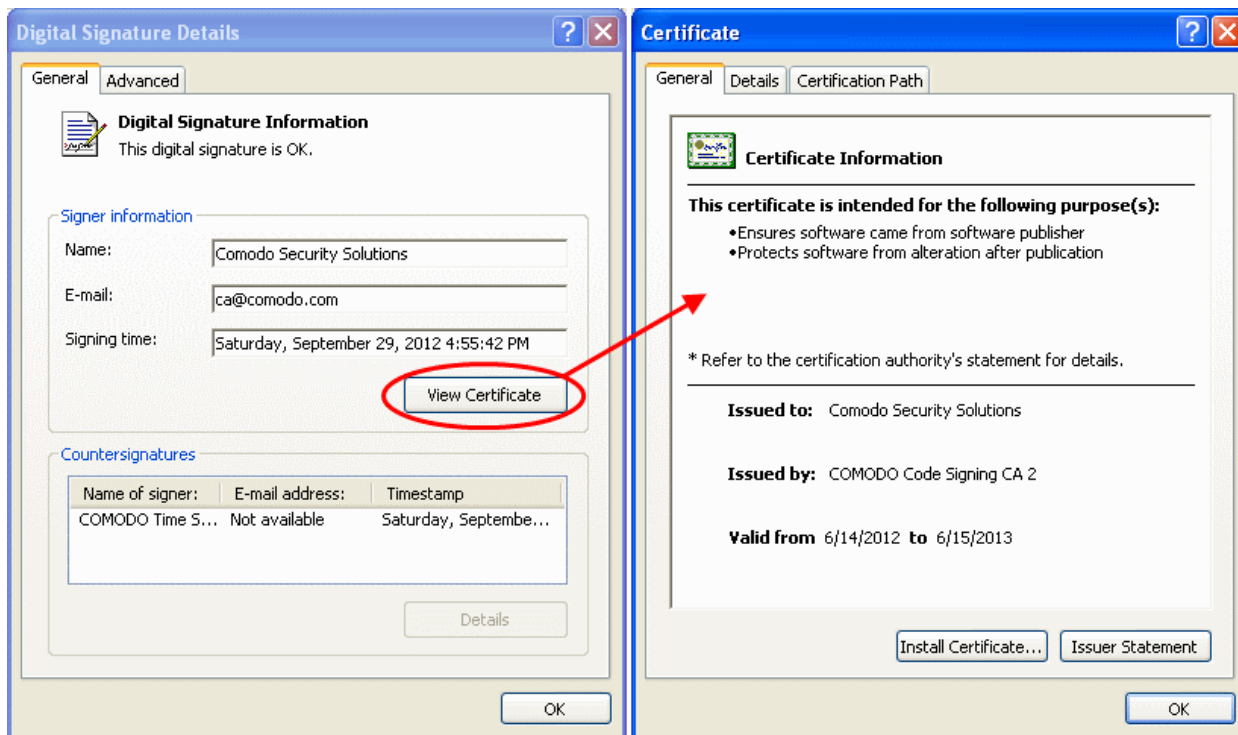 Digital Signature Details
General
Advanced
Digital Signature Information
This digital signature is OK.
Signer information
Name:
Comodo Security Solutions
E-mail:
ca@comodo.com
Signing time:
Saturday, September 29, 2012 4:55:42 PM
View Certificate
Countersignatures
Name of signer: E-mail address: Timestamp
COMODO Time S... Not available Saturday, Septembe...
Details
OK
Certificate
General
Details
Certification Path
Certificate Information
This certificate is intended for the following purpose(s):
•Ensures software came from software publisher
•Protects software from alteration after publication
* Refer to the certification authority's statement for details.
Issued to: Comodo Security Solutions
Issued by: COMODO Code Signing CA 2
Valid from 6/14/2012 to 6/15/2013
Install Certificate...
Issuer Statement
OK